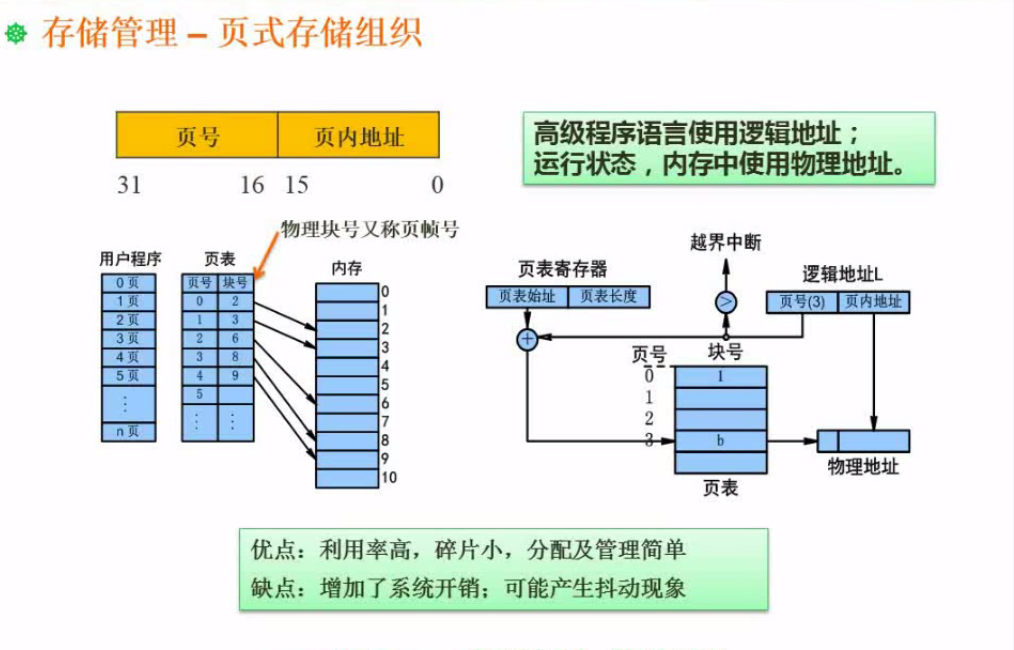 存储管理 – 页式存储组织
页号 页内地址
31 16 15 0
高级程序语言使用逻辑地址；
运行状态，内存中使用物理地址。
物理块号又称页帧号
用户程序
0页
1页
2页
3页
4页
5页
⋮
n页
页表
页号 块号
0 2
1 3
2 6
3 8
4 9
5
⋮ ⋮
内存
0
1
2
3
4
5
6
7
8
9
10
页表寄存器
页表始址 页表长度
+
越界中断
>
逻辑地址L
页号(3) 页内地址
页号 块号
0 1
1
2
3 b
页表
物理地址
优点：利用率高，碎片小，分配及管理简单
缺点：增加了系统开销；可能产生抖动现象